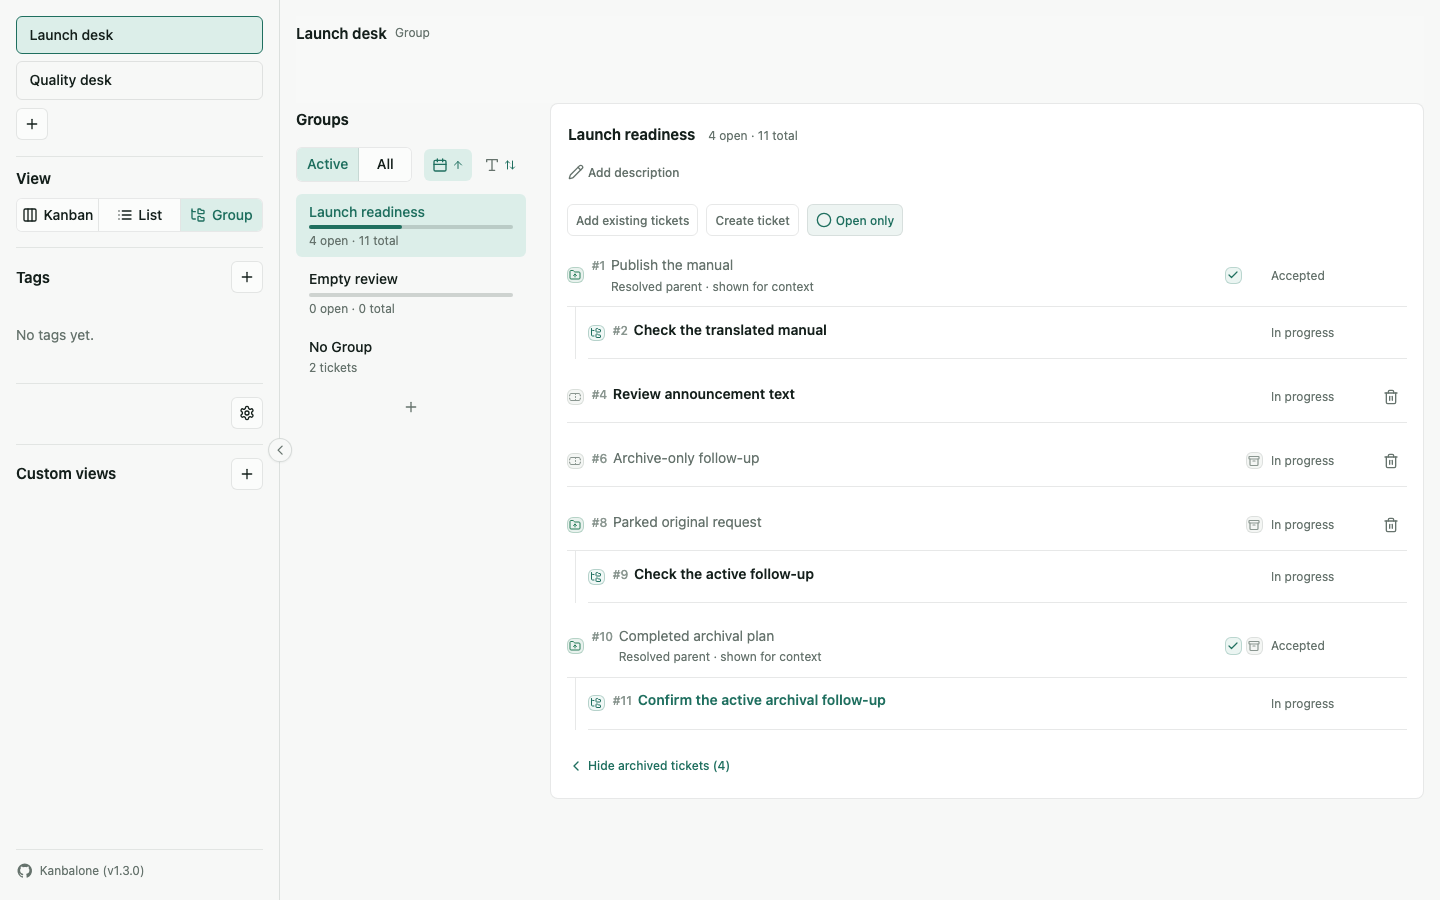 Launch desk
Quality desk
View
Kanban
List
Group
Tags
No tags yet.
Custom views
Kanbalone (v1.3.0)
Launch desk Group
Groups
Active
All
Launch readiness
4 open · 11 total
Empty review
0 open · 0 total
No Group
2 tickets
Launch readiness 4 open · 11 total
Add description
Add existing tickets
Create ticket
Open only
#1 Publish the manual
Resolved parent · shown for context
Accepted
#2 Check the translated manual
In progress
#4 Review announcement text
In progress
#6 Archive-only follow-up
In progress
#8 Parked original request
In progress
#9 Check the active follow-up
In progress
#10 Completed archival plan
Resolved parent · shown for context
Accepted
#11 Confirm the active archival follow-up
In progress
Hide archived tickets (4)